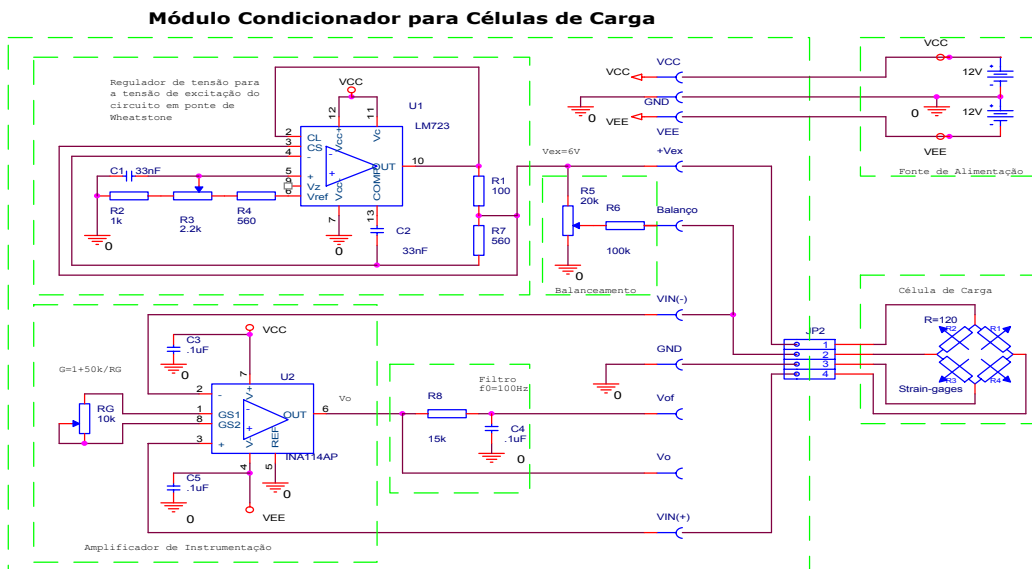 Módulo Condicionador para Células de Carga
Regulador de tensão para
a tensão de excitação do
circuito em ponte de
Wheatstone
VCC
12
11
U1
LM723
Vcc+
Vc
2
CL
3
CS
4
-
5
+
9
Vz
6
Vref
OUT
10
Vcc-
COMP
7
13
0
C1
33nF
R2
1k
R3
2.2k
R4
560
0
C2
33nF
R1
100
R7
560
VCC
VCC
GND
0
VEE
VEE
+Vex
Vex=6V
R5
20k
R6
100k
Balanço
0
Balanceamento
VCC
12V
0
12V
VEE
Fonte de Alimentação
VIN(-)
GND
0
JP2
1
2
3
4
Célula de Carga
R=120
R2
R1
R3
R4
Strain-gages
C3
.1uF
0
VCC
7
U2
G=1+50k/RG
RG
10k
2
-
1
GS1
8
GS2
3
+
V+
V-
OUT
6
REF
INA114AP
4
5
0
C5
.1uF
0
VEE
Amplificador de Instrumentação
Vo
Filtro
f0=100Hz
R8
15k
C4
.1uF
0
Vof
Vo
VIN(+)